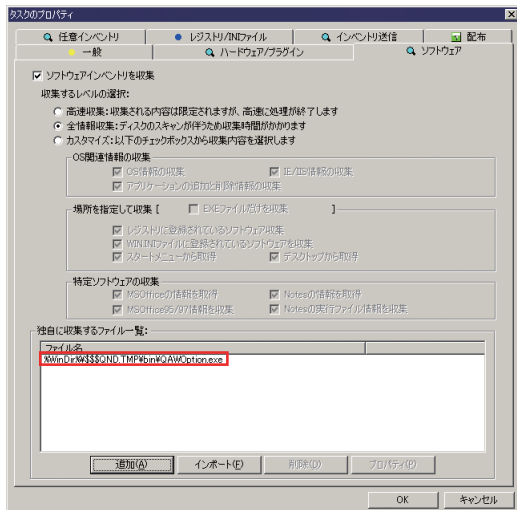 タスクのプロパティ
任意インベントリ
レジストリ/INIファイル
インベントリ送信
配布
一般
ハードウェア/プラグイン
ソフトウェア
ソフトウェアインベントリを収集
収集するレベルの選択:
高速収集:収集される内容は限定されますが、高速に処理が終了します
全情報収集:ディスクのスキャンが伴うため収集時間がかかります
カスタマイズ:以下のチェックボックスから収集内容を選択します
OS関連情報の収集
OS情報の収集
IE/IIS情報の収集
アプリケーションの追加と削除情報の収集
場所を指定して収集 [
EXEファイルだけを収集
]
レジストリに登録されているソフトウェア収集
WIN.INIファイルに登録されているソフトウェアを収集
スタートメニューから取得
デスクトップから取得
特定ソフトウェアの収集
MSOfficeの情報を取得
Notesの情報を取得
MSOffice95/97情報を収集
Notesの実行ファイル情報を収集
独自に収集するファイル一覧:
ファイル名
%WinDir%¥$$$QND.TMP¥bin¥QAWOption.exe
追加(A)
インポート(F)
削除(D)
プロパティ(P)
OK
キャンセル